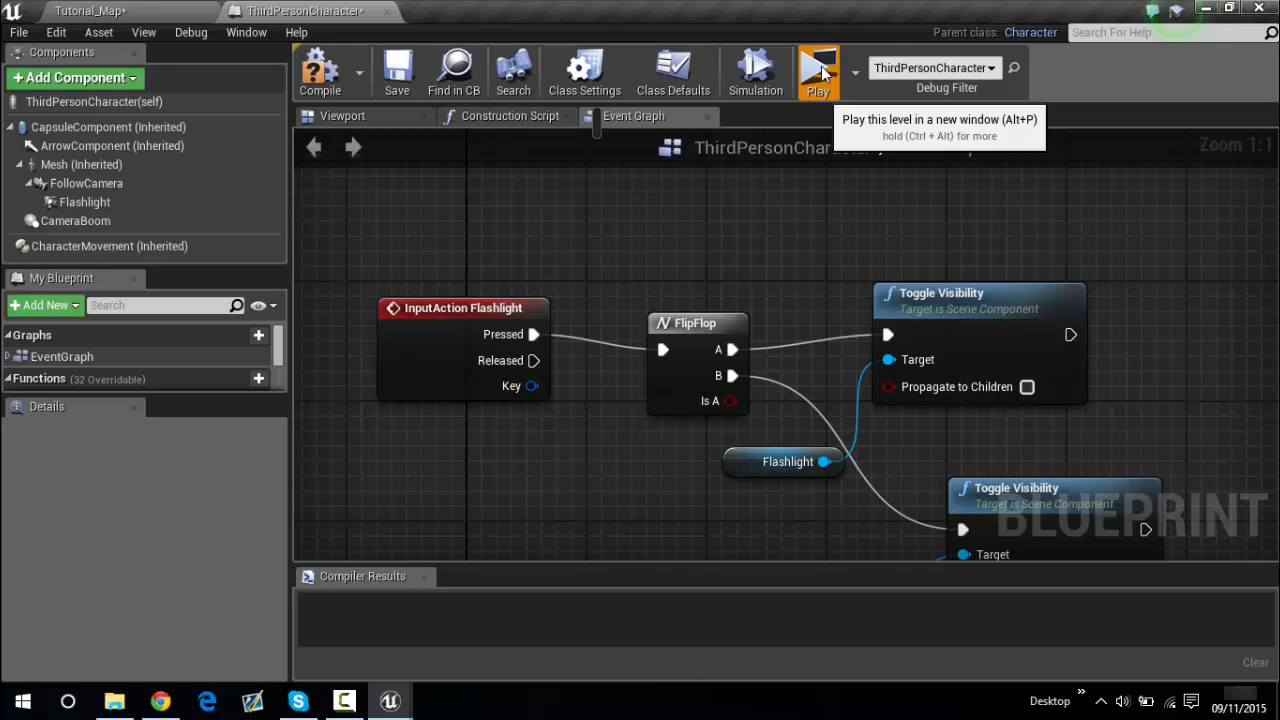 Tutorial_Map*
ThirdPersonCharacter*
File Edit Asset View Debug Window Help
Parent class: Character
Search For Help
Components
+Add Component
ThirdPersonCharacter(self)
CapsuleComponent (Inherited)
ArrowComponent (Inherited)
Mesh (Inherited)
FollowCamera
Flashlight
CameraBoom
CharacterMovement (Inherited)
My Blueprint
+Add New
Search
Graphs
EventGraph
Functions (32 Overridable)
Details
Compile
Save
Find in CB
Search
Class Settings
Class Defaults
Simulation
Play
ThirdPersonCharacter
Debug Filter
Viewport
Construction Script
Event Graph
Play this level in a new window (Alt+P)
hold (Ctrl + Alt) for more
Zoom 1:1
InputAction Flashlight
Pressed
Released
Key
FlipFlop
A
B
Is A
Flashlight
Toggle Visibility
Target is Scene Component
Target
Propagate to Children
Toggle Visibility
Target is Scene Component
Target
BLUEPRINT
Compiler Results
Clear
Desktop
09/11/2015